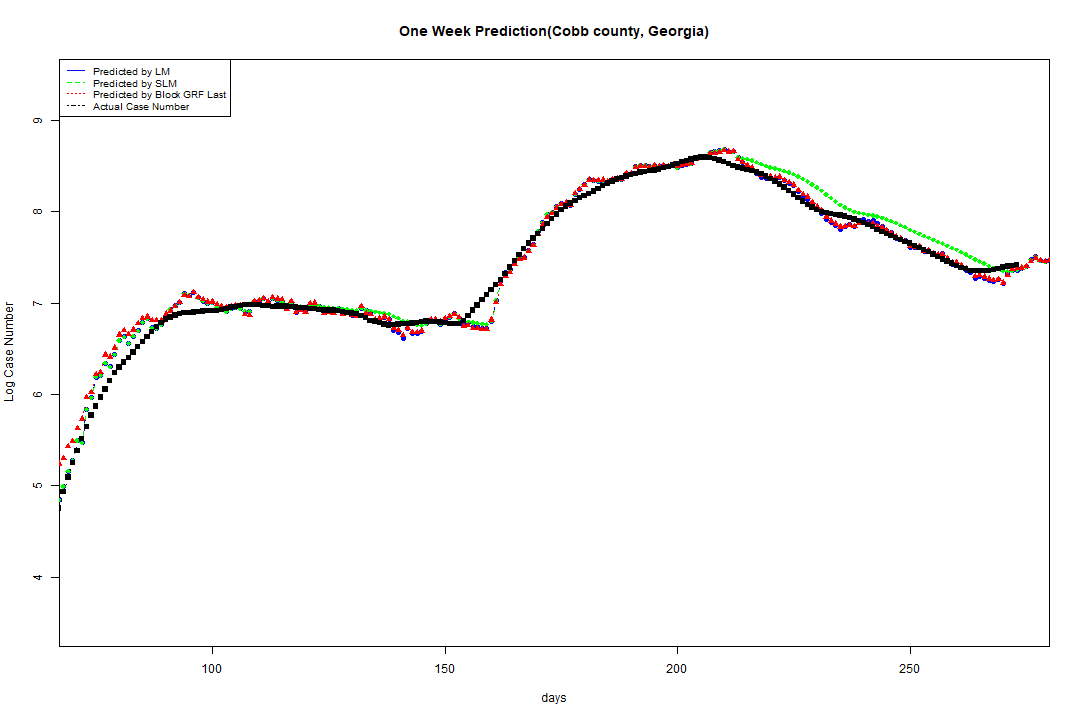 One Week Prediction(Cobb county, Georgia)
Predicted by LM
Predicted by SLM
Predicted by Block GRF Last
Actual Case Number
9
8
7
6
5
4
Log Case Number
100
150
200
250
days